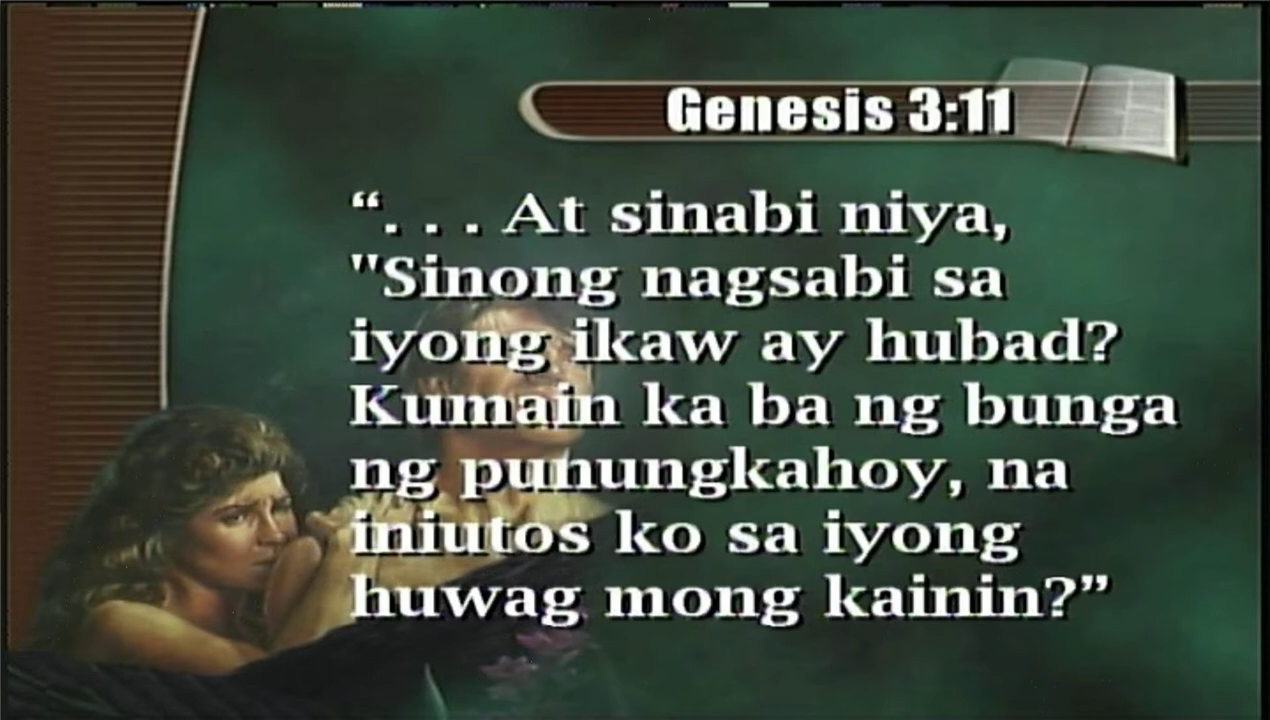 Genesis 3:11
“. . . At sinabi niya,
"Sinong nagsabi sa
iyong ikaw ay hubad?
Kumain ka ba ng bunga
ng punungkahoy, na
iniutos ko sa iyong
huwag mong kainin?”